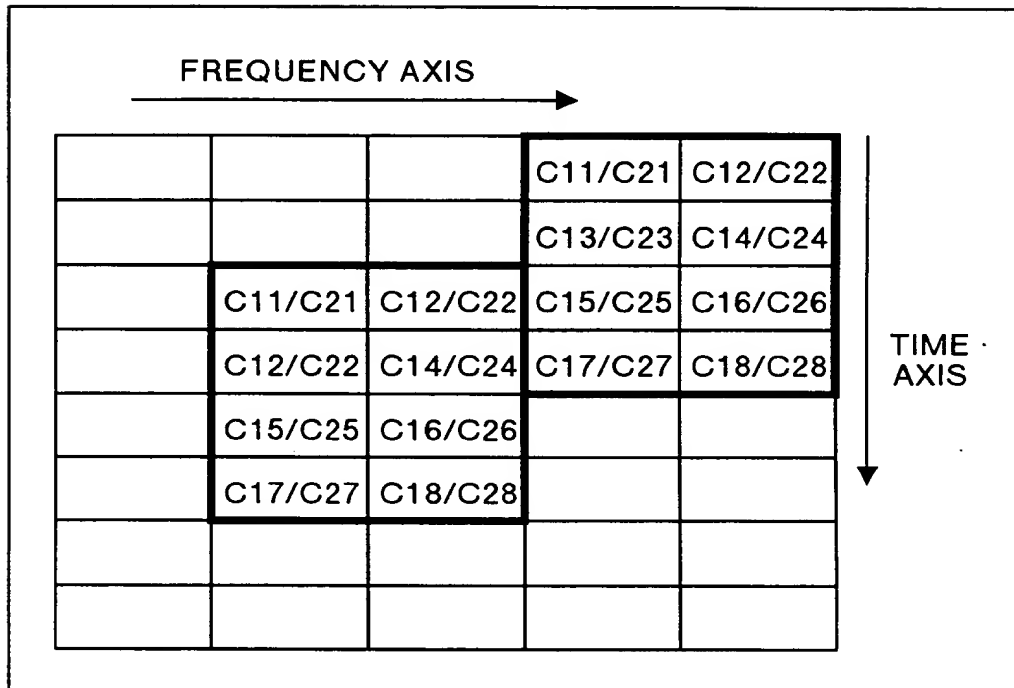 FREQUENCY AXIS
C11/C21 C12/C22
C13/C23 C14/C24
C11/C21 C12/C22 C15/C25 C16/C26
C12/C22 C14/C24 C17/C27 C18/C28
C15/C25 C16/C26
C17/C27 C18/C28
TIME
AXIS